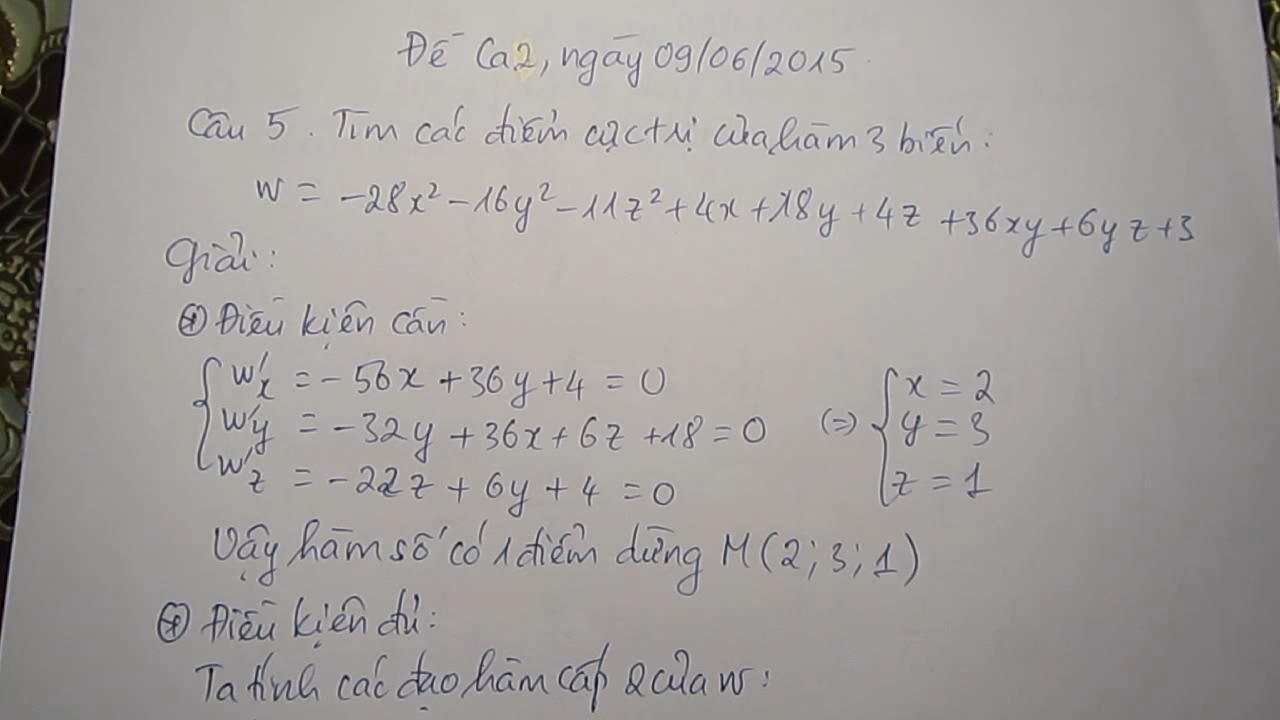 Đề Ca 2, ngày 09/06/2015
Câu 5. Tìm các điểm cực trị của hàm 3 biến:
w = -28x² - 16y² - 11z² + 4x + 18y + 4z + 36xy + 6yz + 3
Giải:
⊛ Điều kiện cần:
w'x = -56x + 36y + 4 = 0
w'y = -32y + 36x + 6z + 18 = 0
w'z = -22z + 6y + 4 = 0
(=) x = 2
y = 3
z = 1
Vậy hàm số có 1 điểm dừng M(2; 3; 1)
⊛ Điều kiện đủ:
Ta tính các đạo hàm cấp 2 của w: